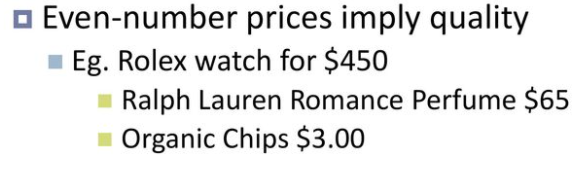 Even-number prices imply quality
Eg. Rolex watch for $450
Ralph Lauren Romance Perfume $65
Organic Chips $3.00